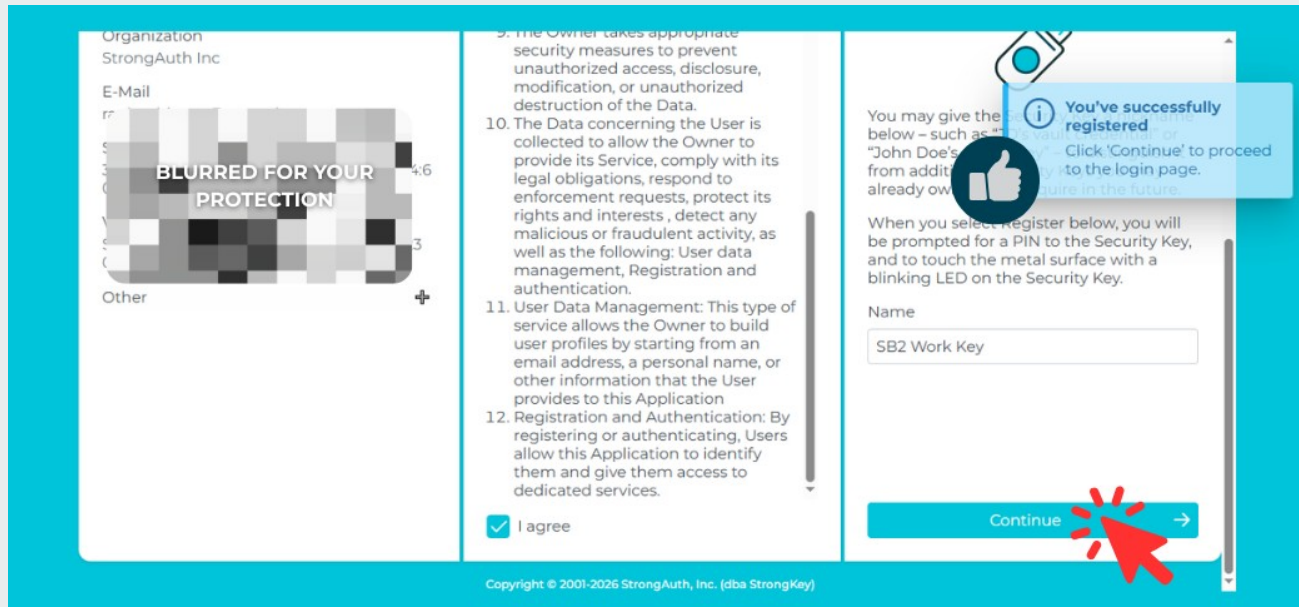 Organization
StrongAuth Inc
E-Mail
BLURRED FOR YOUR
PROTECTION
4:6
3
Other
9. The Owner takes appropriate
security measures to prevent
unauthorized access, disclosure,
modification, or unauthorized
destruction of the Data.
10. The Data concerning the User is
collected to allow the Owner to
provide its Service, comply with its
legal obligations, respond to
enforcement requests, protect its
rights and interests , detect any
malicious or fraudulent activity, as
well as the following: User data
management, Registration and
authentication.
11. User Data Management: This type of
service allows the Owner to build
user profiles by starting from an
email address, a personal name, or
other information that the User
provides to this Application
12. Registration and Authentication: By
registering or authenticating, Users
allow this Application to identify
them and give them access to
dedicated services.
I agree
You've successfully
registered
Click 'Continue' to proceed
to the login page.
You may give the
below – such as
"John Doe's
from
already
in the future.
When you select Register below, you will
be prompted for a PIN to the Security Key,
and to touch the metal surface with a
blinking LED on the Security Key.
Name
SB2 Work Key
Continue
Copyright © 2001-2026 StrongAuth, Inc. (dba StrongKey)